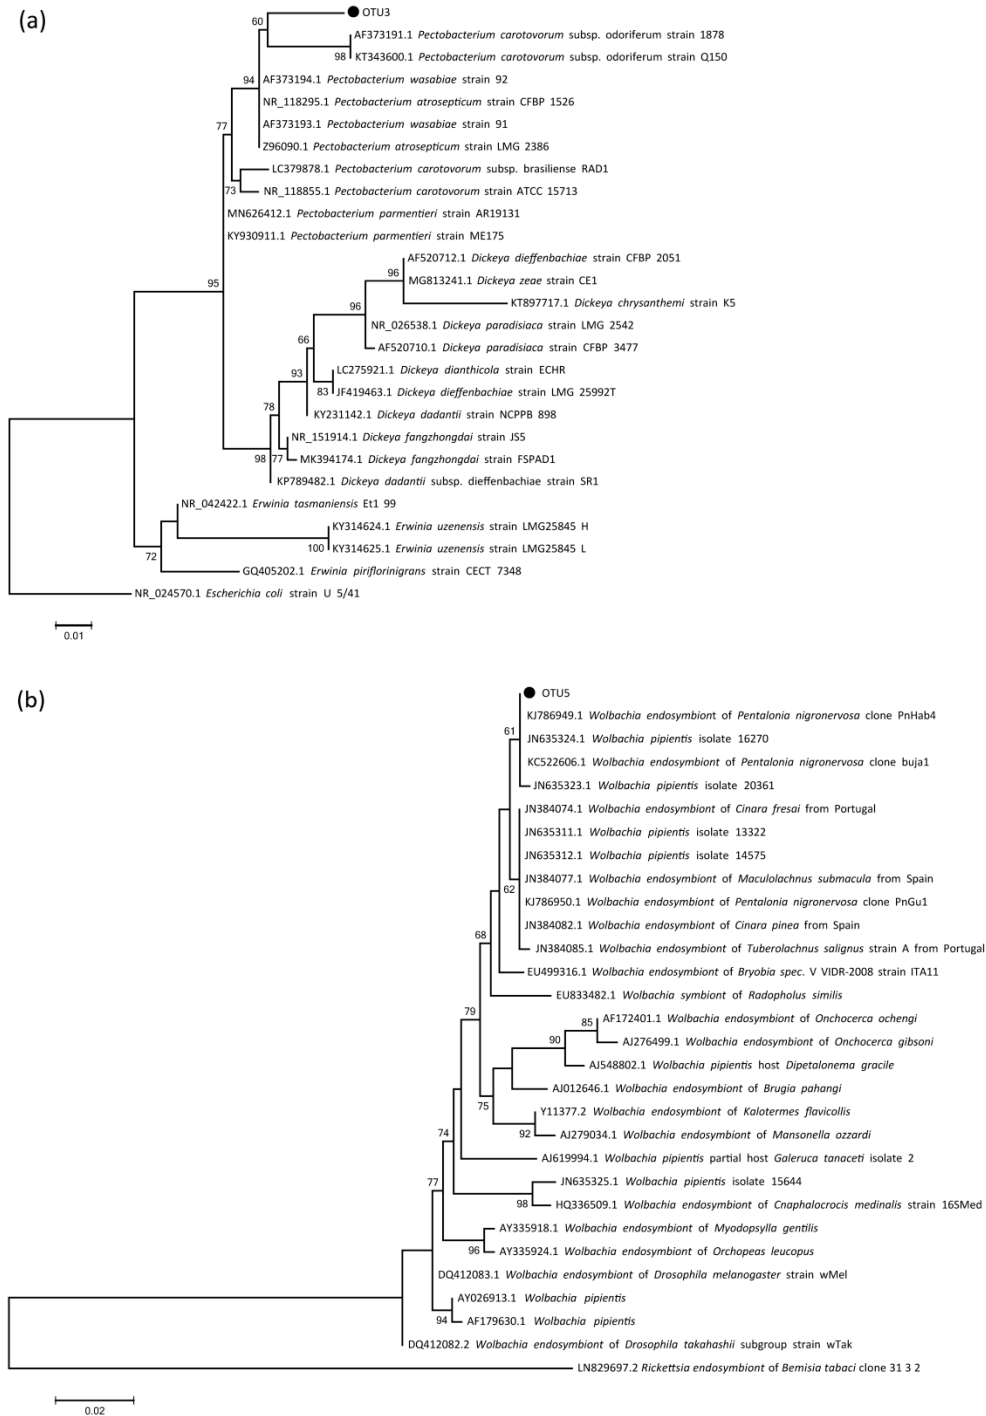 (a)
OTU3
60
AF373191.1 Pectobacterium carotovorum subsp. odoriferum strain 1878
98
KT343600.1 Pectobacterium carotovorum subsp. odoriferum strain Q150
94
AF373194.1 Pectobacterium wasabiae strain 92
NR_118295.1 Pectobacterium atrosepticum strain CFBP 1526
77
AF373193.1 Pectobacterium wasabiae strain 91
Z96090.1 Pectobacterium atrosepticum strain LMG 2386
LC379878.1 Pectobacterium carotovorum subsp. brasiliense RAD1
73
NR_118855.1 Pectobacterium carotovorum strain ATCC 15713
MN626412.1 Pectobacterium parmentieri strain AR19131
KY930911.1 Pectobacterium parmentieri strain ME175
AF520712.1 Dickeya dieffenbachiae strain CFBP 2051
95
96
MG813241.1 Dickeya zeae strain CE1
KT897717.1 Dickeya chrysanthemi strain K5
96
NR_026538.1 Dickeya paradisiaca strain LMG 2542
66
AF520710.1 Dickeya paradisiaca strain CFBP 3477
93
LC275921.1 Dickeya dianthicola strain ECHR
83
JF419463.1 Dickeya dieffenbachiae strain LMG 25992T
78
KY231142.1 Dickeya dadantii strain NCPPB 898
NR_151914.1 Dickeya fangzhongdai strain JS5
98
77
MK394174.1 Dickeya fangzhongdai strain FSPAD1
KP789482.1 Dickeya dadantii subsp. dieffenbachiae strain SR1
NR_042422.1 Erwinia tasmaniensis Et1 99
KY314624.1 Erwinia uzenensis strain LMG25845 H
100
KY314625.1 Erwinia uzenensis strain LMG25845 L
72
GQ405202.1 Erwinia piriflorinigrans strain CECT 7348
NR_024570.1 Escherichia coli strain U 5/41
0.01
(b)
OTU5
KJ786949.1 Wolbachia endosymbiont of Pentalonia nigronervosa clone PnHab4
61
JN635324.1 Wolbachia pipientis isolate 16270
KC522606.1 Wolbachia endosymbiont of Pentalonia nigronervosa clone buja1
JN635323.1 Wolbachia pipientis isolate 20361
JN384074.1 Wolbachia endosymbiont of Cinara fresai from Portugal
JN635311.1 Wolbachia pipientis isolate 13322
JN635312.1 Wolbachia pipientis isolate 14575
JN384077.1 Wolbachia endosymbiont of Maculolachnus submacula from Spain
62
KJ786950.1 Wolbachia endosymbiont of Pentalonia nigronervosa clone PnGu1
JN384082.1 Wolbachia endosymbiont of Cinara pinea from Spain
68
JN384085.1 Wolbachia endosymbiont of Tuberolachnus salignus strain A from Portugal
EU499316.1 Wolbachia endosymbiont of Bryobia spec. V VIDR-2008 strain ITA11
EU833482.1 Wolbachia symbiont of Radopholus similis
79
85
AF172401.1 Wolbachia endosymbiont of Onchocerca ochengi
90
AJ276499.1 Wolbachia endosymbiont of Onchocerca gibsoni
AJ548802.1 Wolbachia pipientis host Dipetalonema gracile
AJ012646.1 Wolbachia endosymbiont of Brugia pahangi
75
Y11377.2 Wolbachia endosymbiont of Kalotermes flavicollis
92
AJ279034.1 Wolbachia endosymbiont of Mansonella ozzardi
74
AJ619994.1 Wolbachia pipientis partial host Galeruca tanaceti isolate 2
77
JN635325.1 Wolbachia pipientis isolate 15644
98
HQ336509.1 Wolbachia endosymbiont of Cnaphalocrocis medinalis strain 16SMed
AY335918.1 Wolbachia endosymbiont of Myodopsylla gentilis
96
AY335924.1 Wolbachia endosymbiont of Orchopeas leucopus
DQ412083.1 Wolbachia endosymbiont of Drosophila melanogaster strain wMel
AY026913.1 Wolbachia pipientis
94
AF179630.1 Wolbachia pipientis
DQ412082.2 Wolbachia endosymbiont of Drosophila takahashii subgroup strain wTak
LN829697.2 Rickettsia endosymbiont of Bemisia tabaci clone 31 3 2
0.02